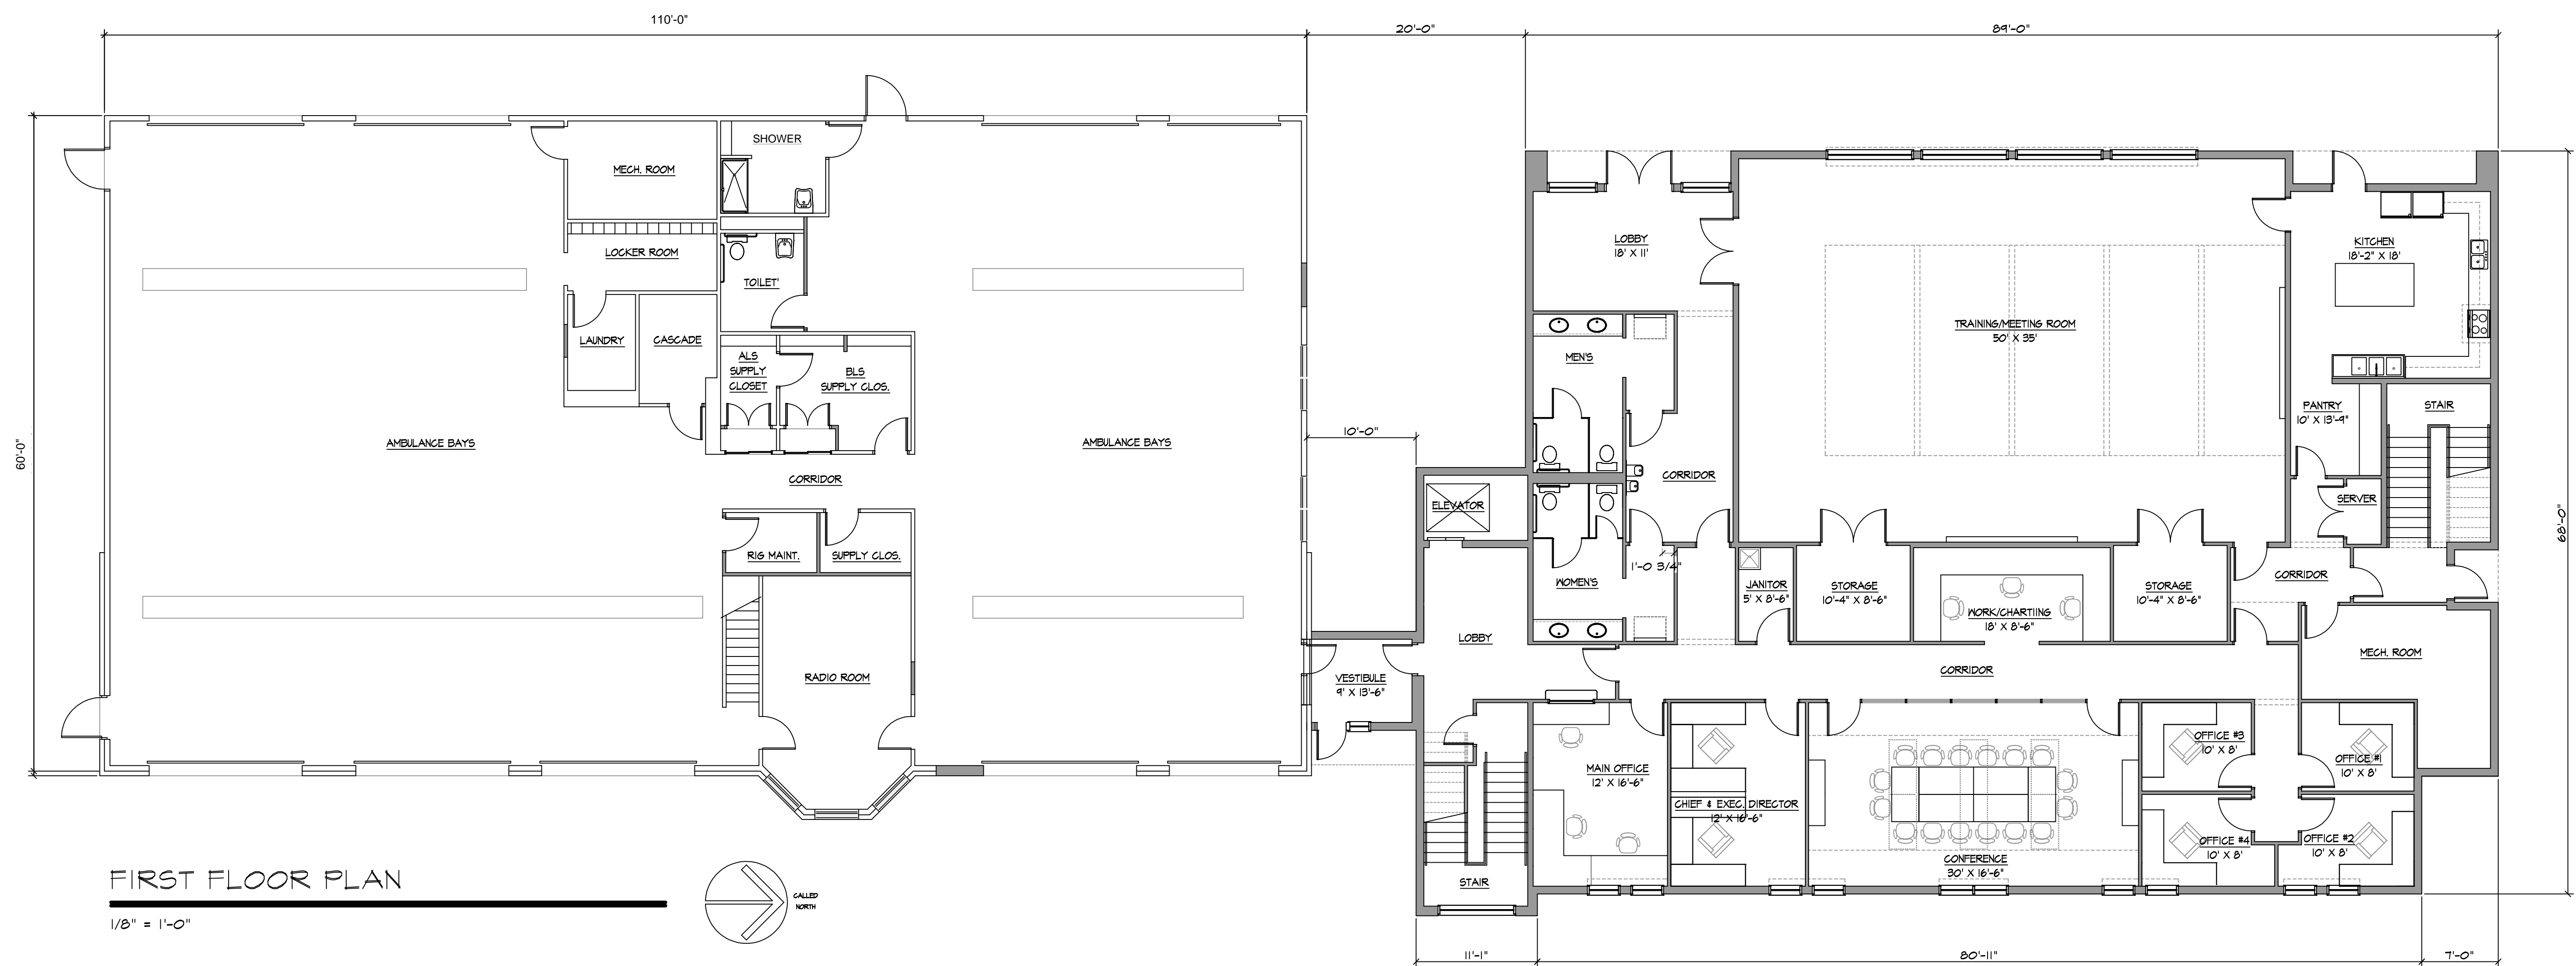 110'-0"
20'-0"
89'-0"
60'-0"
SHOWER
MECH. ROOM
LOCKER ROOM
TOILET'
LAUNDRY
CASCADE
ALS
SUPPLY
CLOSET
BLS
SUPPLY CLOS.
AMBULANCE BAYS
AMBULANCE BAYS
CORRIDOR
RIG MAINT.
SUPPLY CLOS.
RADIO ROOM
10'-0"
VESTIBULE
9' X 13'-6"
ELEVATOR
LOBBY
STAIR
LOBBY
18' X 11'
MEN'S
CORRIDOR
WOMEN'S
1'-0 3/4"
TRAINING/MEETING ROOM
50' X 35'
KITCHEN
18'-2" X 18'
PANTRY
10' X 13'-9"
STAIR
SERVER
JANITOR
5' X 8'-6"
STORAGE
10'-4" X 8'-6"
WORK/CHARTIING
18' X 8'-6"
STORAGE
10'-4" X 8'-6"
CORRIDOR
CORRIDOR
MECH. ROOM
MAIN OFFICE
12' X 16'-6"
CHIEF & EXEC. DIRECTOR
12' X 16'-6"
CONFERENCE
30' X 16'-6"
OFFICE #3
10' X 8'
OFFICE #1
10' X 8'
OFFICE #4
10' X 8'
OFFICE #2
10' X 8'
68'-0"
FIRST FLOOR PLAN
1/8" = 1'-0"
CALLED
NORTH
11'-1"
80'-11"
7'-0"